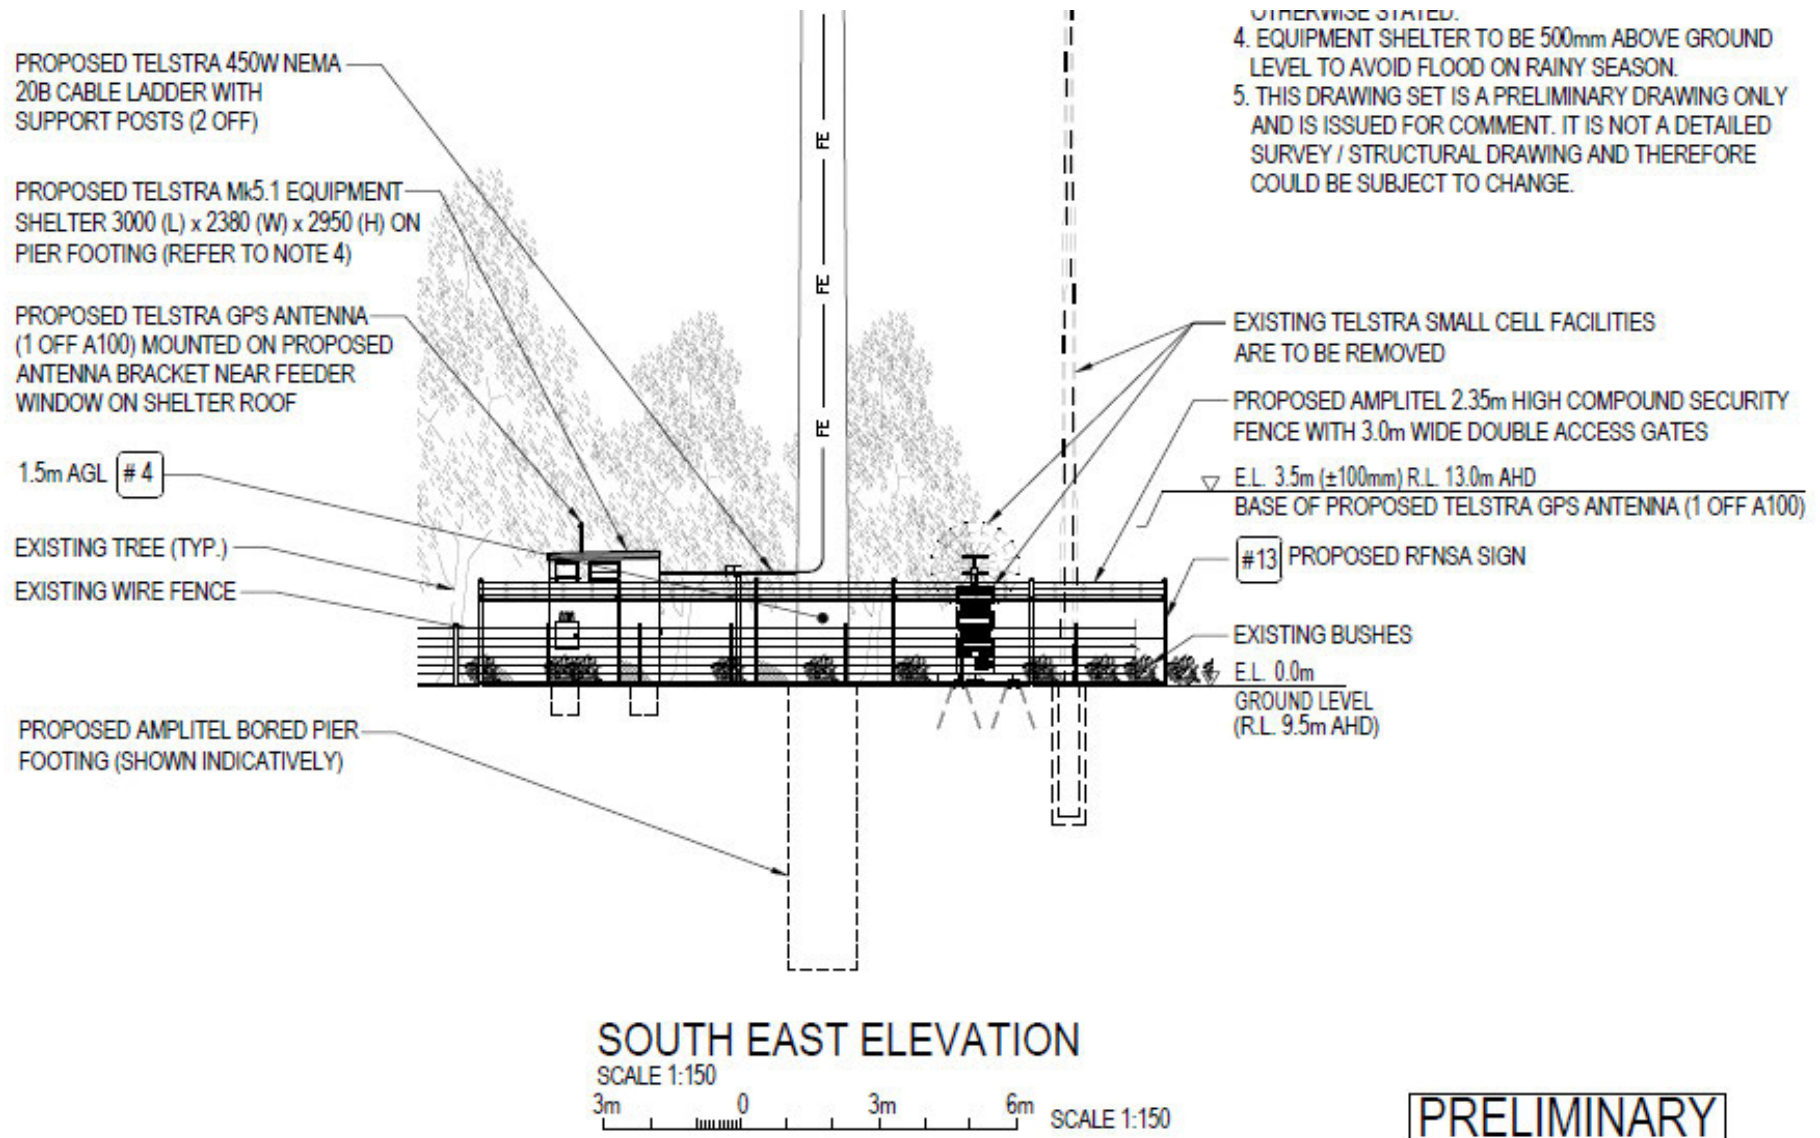 PROPOSED TELSTRA 450W NEMA
20B CABLE LADDER WITH
SUPPORT POSTS (2 OFF)
PROPOSED TELSTRA Mk5.1 EQUIPMENT
SHELTER 3000 (L) x 2380 (W) x 2950 (H) ON
PIER FOOTING (REFER TO NOTE 4)
PROPOSED TELSTRA GPS ANTENNA
(1 OFF A100) MOUNTED ON PROPOSED
ANTENNA BRACKET NEAR FEEDER
WINDOW ON SHELTER ROOF
1.5m AGL # 4
EXISTING TREE (TYP.)
EXISTING WIRE FENCE
PROPOSED AMPLITEL BORED PIER
FOOTING (SHOWN INDICATIVELY)
FE
FE
FE
OTHERWISE STATED.
4. EQUIPMENT SHELTER TO BE 500mm ABOVE GROUND
LEVEL TO AVOID FLOOD ON RAINY SEASON.
5. THIS DRAWING SET IS A PRELIMINARY DRAWING ONLY
AND IS ISSUED FOR COMMENT. IT IS NOT A DETAILED
SURVEY / STRUCTURAL DRAWING AND THEREFORE
COULD BE SUBJECT TO CHANGE.
EXISTING TELSTRA SMALL CELL FACILITIES
ARE TO BE REMOVED
PROPOSED AMPLITEL 2.35m HIGH COMPOUND SECURITY
FENCE WITH 3.0m WIDE DOUBLE ACCESS GATES
E.L. 3.5m (±100mm) R.L. 13.0m AHD
BASE OF PROPOSED TELSTRA GPS ANTENNA (1 OFF A100)
#13 PROPOSED RFNSA SIGN
EXISTING BUSHES
E.L. 0.0m
GROUND LEVEL
(R.L. 9.5m AHD)
SOUTH EAST ELEVATION
SCALE 1:150
3m 0 3m 6m SCALE 1:150
PRELIMINARY